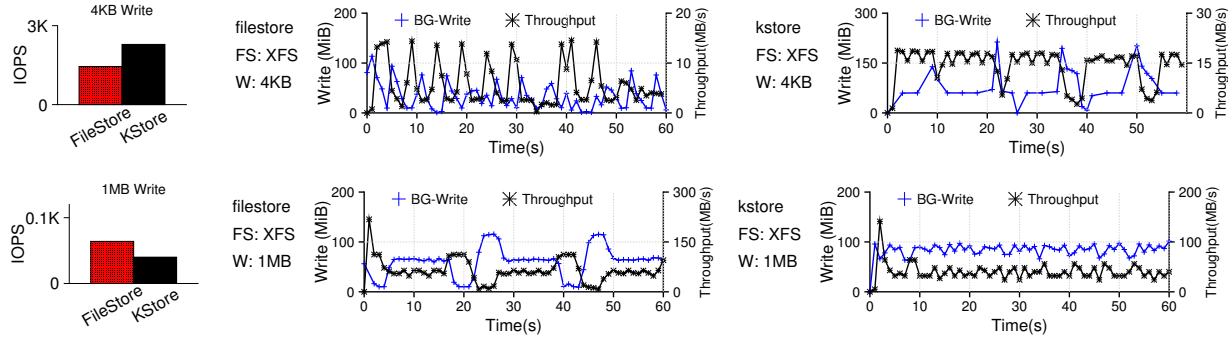 4KB Write
3K
0
IOPS
FileStore
KStore
filestore
FS: XFS
W: 4KB
BG-Write
Throughput
Write (MiB)
200
150
100
50
0
Throughput(MB/s)
20
10
0
0 10 20 30 40 50 60
Time(s)
kstore
FS: XFS
W: 4KB
BG-Write
Throughput
Write (MiB)
300
150
0
Throughput(MB/s)
30
15
0
0 10 20 30 40 50
Time(s)
1MB Write
0.1K
0
IOPS
FileStore
KStore
filestore
FS: XFS
W: 1MB
BG-Write
Throughput
Write (MiB)
200
100
0
Throughput(MB/s)
300
150
0
0 10 20 30 40 50 60
Time(s)
kstore
FS: XFS
W: 1MB
BG-Write
Throughput
Write (MiB)
200
100
0
Throughput(MB/s)
200
100
0
0 10 20 30 40 50 60
Time(s)